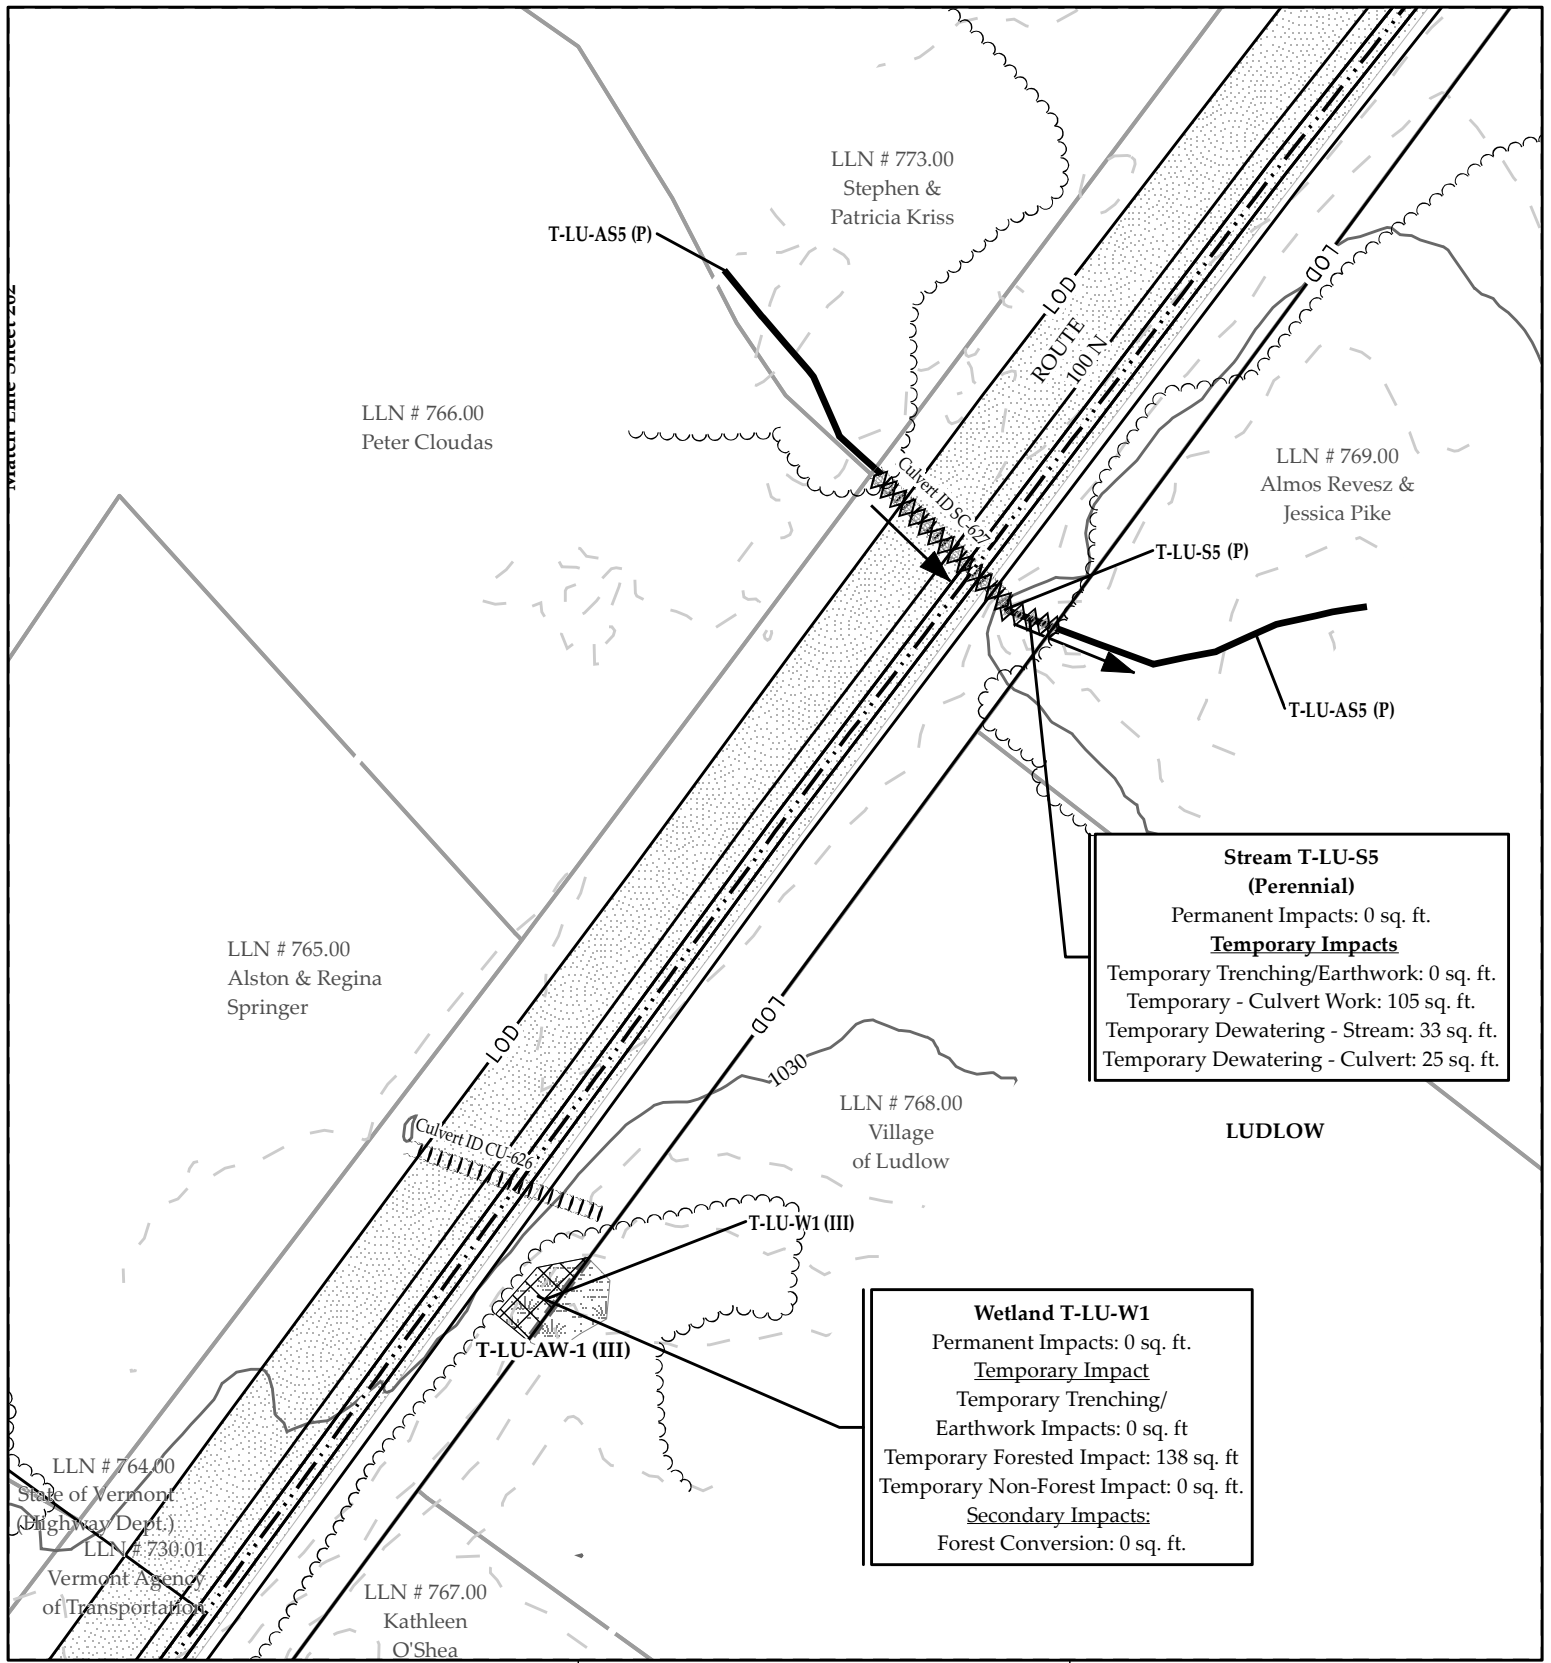 LLN # 773.00
Stephen &
Patricia Kriss
T-LU-AS5 (P)
LOD
LOD
ROUTE
100 N
LLN # 766.00
Peter Cloudas
Culvert ID SC-627
LLN # 769.00
Almos Revesz &
Jessica Pike
T-LU-S5 (P)
T-LU-AS5 (P)
Stream T-LU-S5
(Perennial)
Permanent Impacts: 0 sq. ft.
Temporary Impacts
Temporary Trenching/Earthwork: 0 sq. ft.
Temporary - Culvert Work: 105 sq. ft.
Temporary Dewatering - Stream: 33 sq. ft.
Temporary Dewatering - Culvert: 25 sq. ft.
LLN # 765.00
Alston & Regina
Springer
LOD
LOD
1030
LLN # 768.00
Village
of Ludlow
LUDLOW
Culvert ID CU-626
T-LU-W1 (III)
T-LU-AW-1 (III)
Wetland T-LU-W1
Permanent Impacts: 0 sq. ft.
Temporary Impact
Temporary Trenching/
Earthwork Impacts: 0 sq. ft
Temporary Forested Impact: 138 sq. ft
Temporary Non-Forest Impact: 0 sq. ft.
Secondary Impacts:
Forest Conversion: 0 sq. ft.
LLN # 764.00
State of Vermont
(Highway Dept.)
LLN # 730.01
Vermont Agency
of Transportation
LLN # 767.00
Kathleen
O'Shea